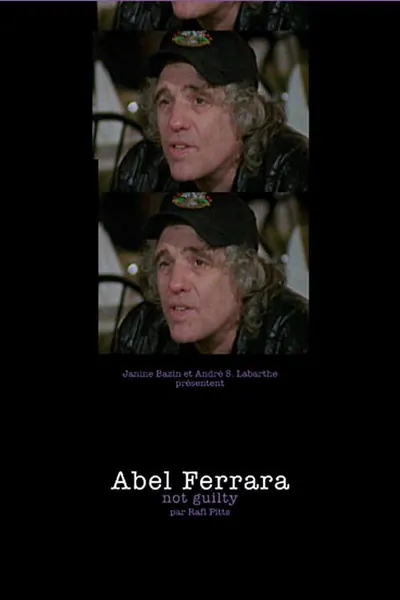 Janine Bazin et André S. Labarthe
présentent
Abel Ferrara
not guilty
par Rafi Pitts